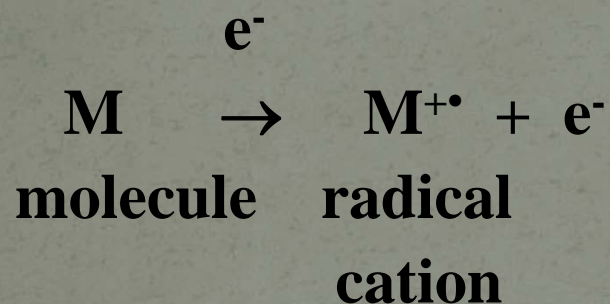 e⁻
M → M⁺• + e⁻
molecule radical
cation